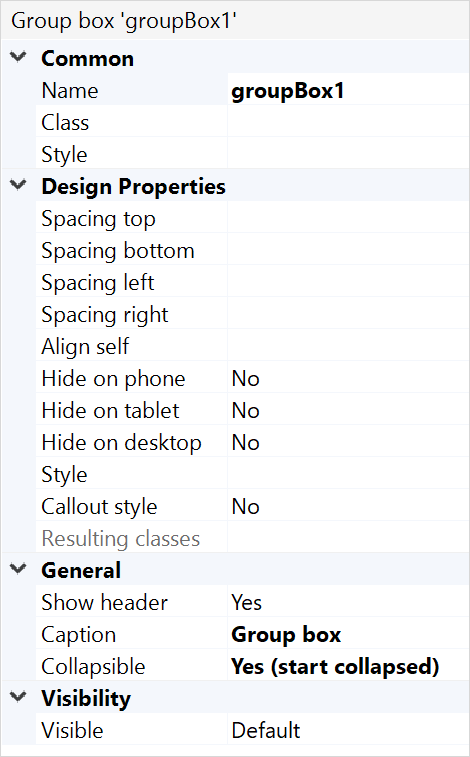 Group box 'groupBox1'
Common
Name groupBox1
Class
Style
Design Properties
Spacing top
Spacing bottom
Spacing left
Spacing right
Align self
Hide on phone No
Hide on tablet No
Hide on desktop No
Style
Callout style No
Resulting classes
General
Show header Yes
Caption Group box
Collapsible Yes (start collapsed)
Visibility
Visible Default